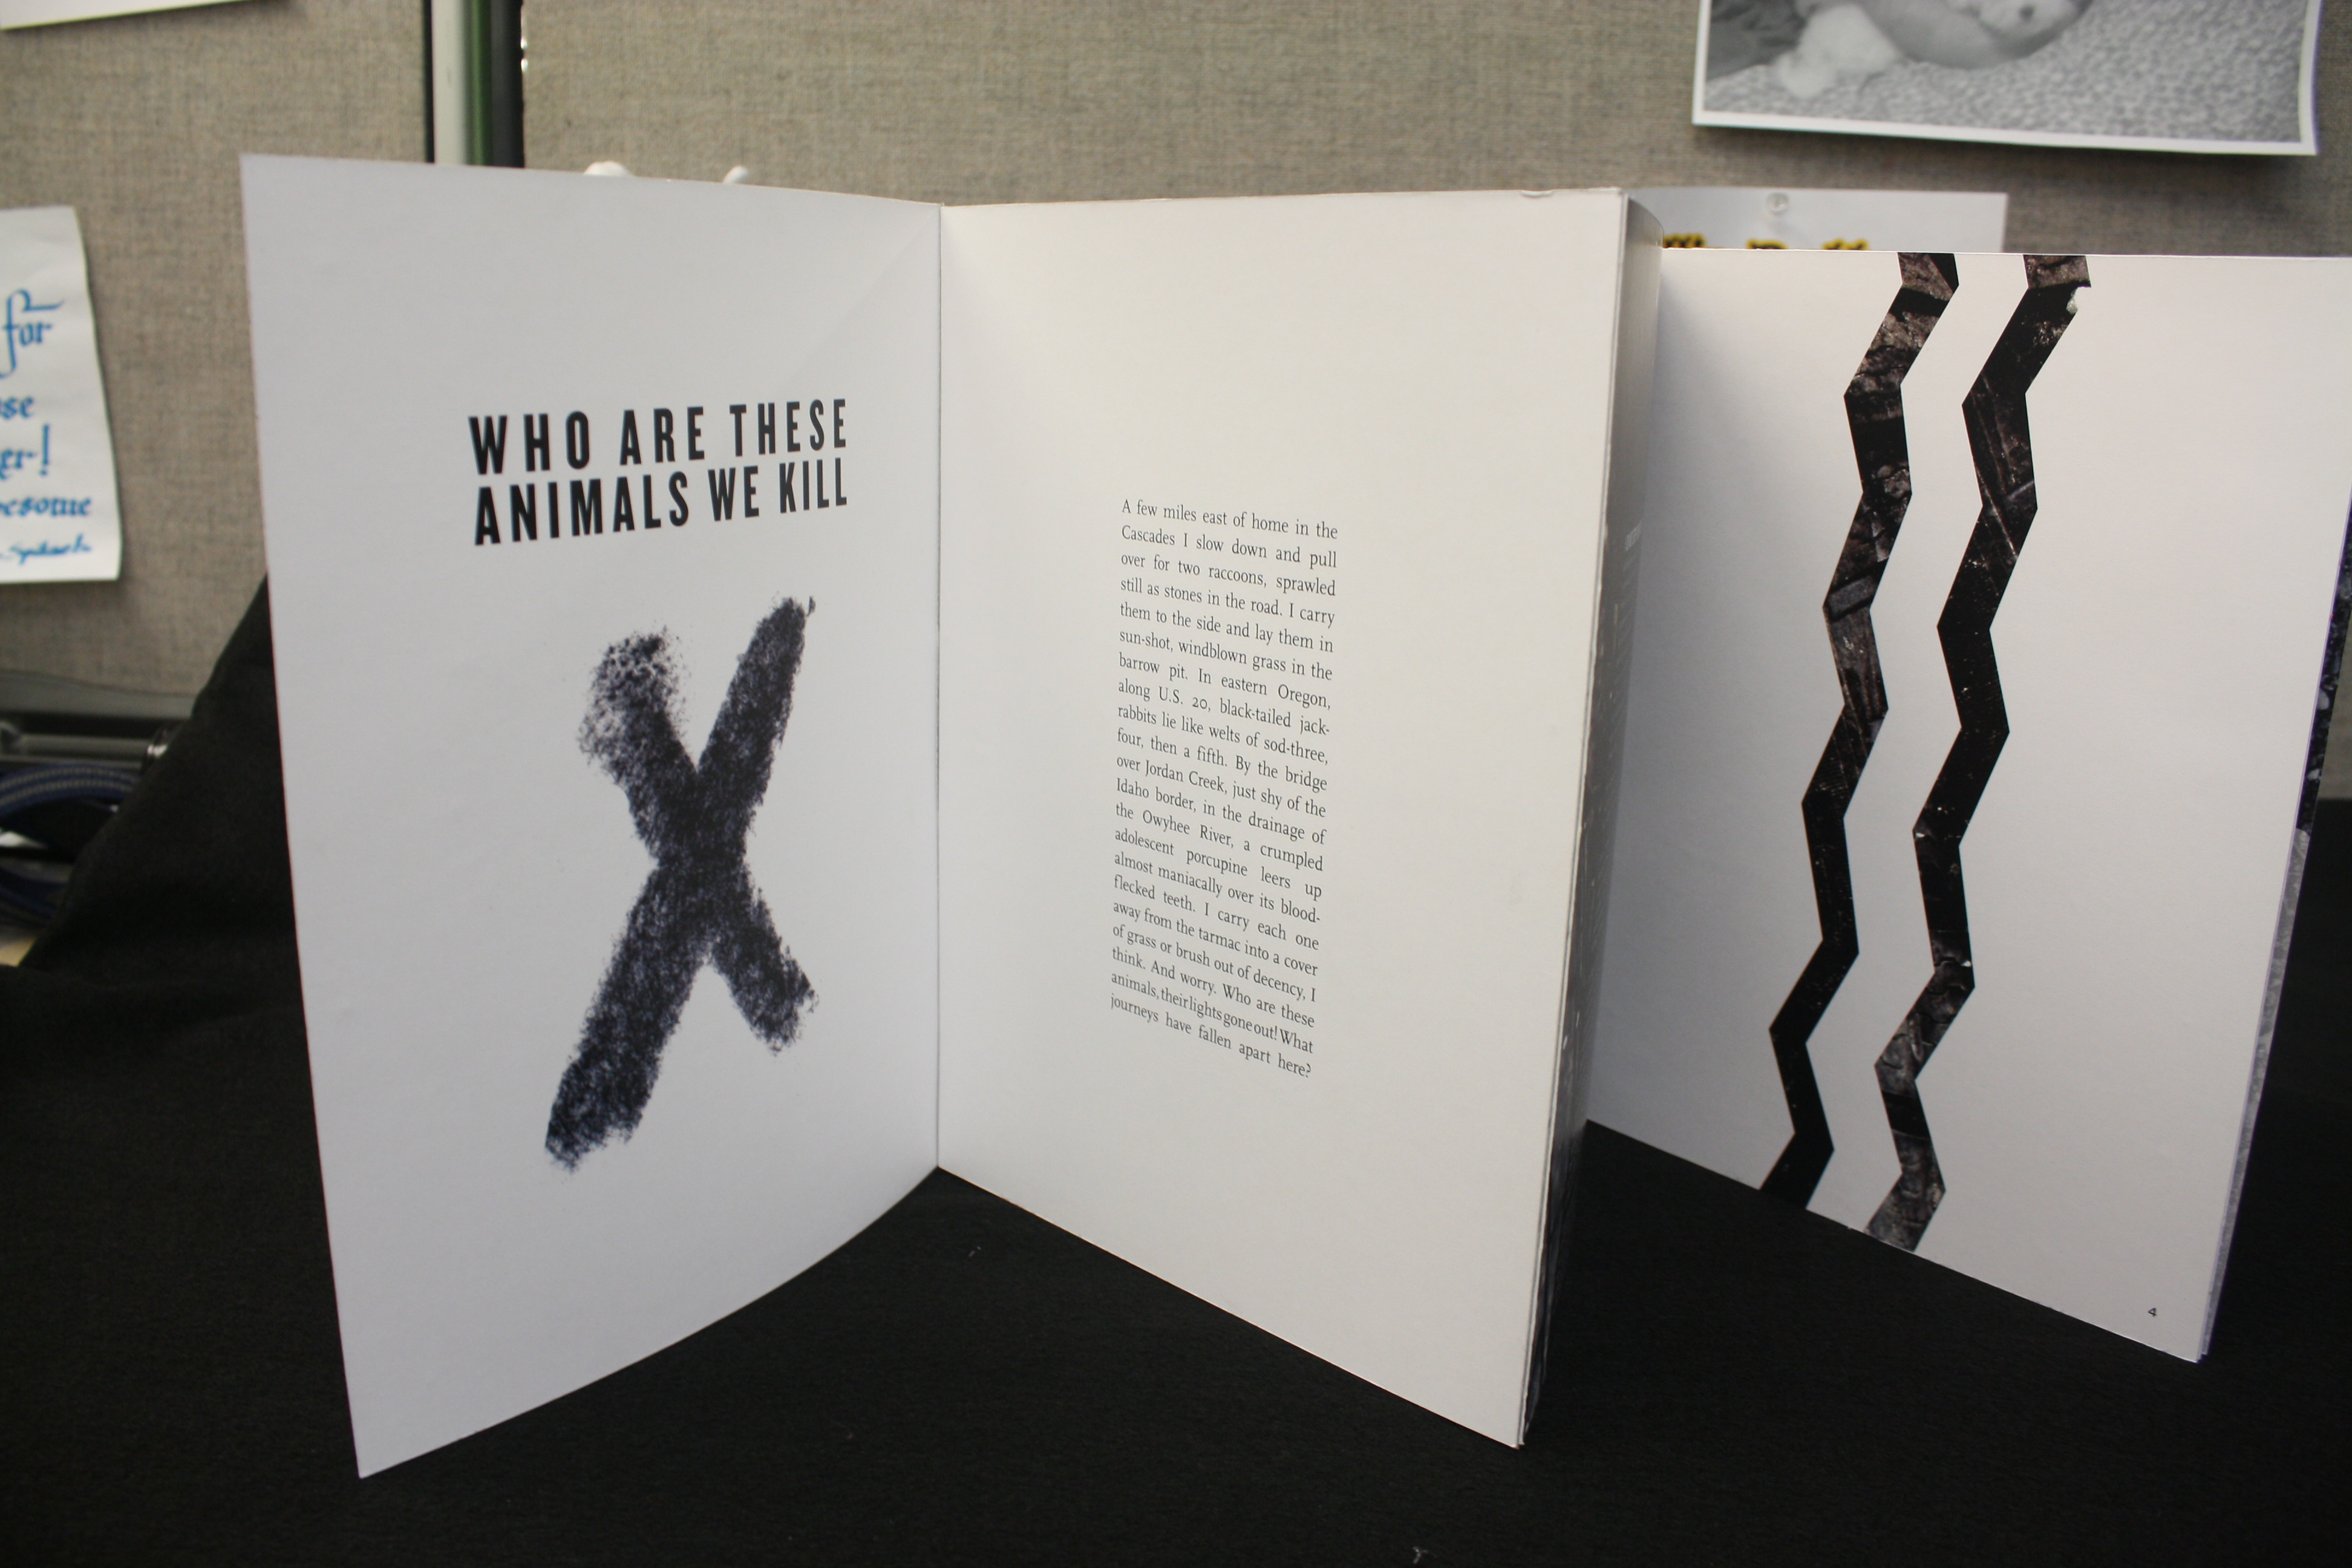 for
se
er!
esome
WHO ARE THESE
ANIMALS WE KILL
A few miles east of home in the
Cascades I slow down and pull
over for two raccoons, sprawled
still as stones in the road. I carry
them to the side and lay them in
sun-shot, windblown grass in the
barrow pit. In eastern Oregon,
along U.S. 20, black-tailed jack-
rabbits lie like welts of sod-three,
four, then a fifth. By the bridge
over Jordan Creek, just shy of the
Idaho border, in the drainage of
the Owyhee River, a crumpled
adolescent porcupine leers up
almost maniacally over its blood-
flecked teeth. I carry each one
away from the tarmac into a cover
of grass or brush out of decency, I
think. And worry. Who are these
animals, their lights gone out! What
journeys have fallen apart here?
4